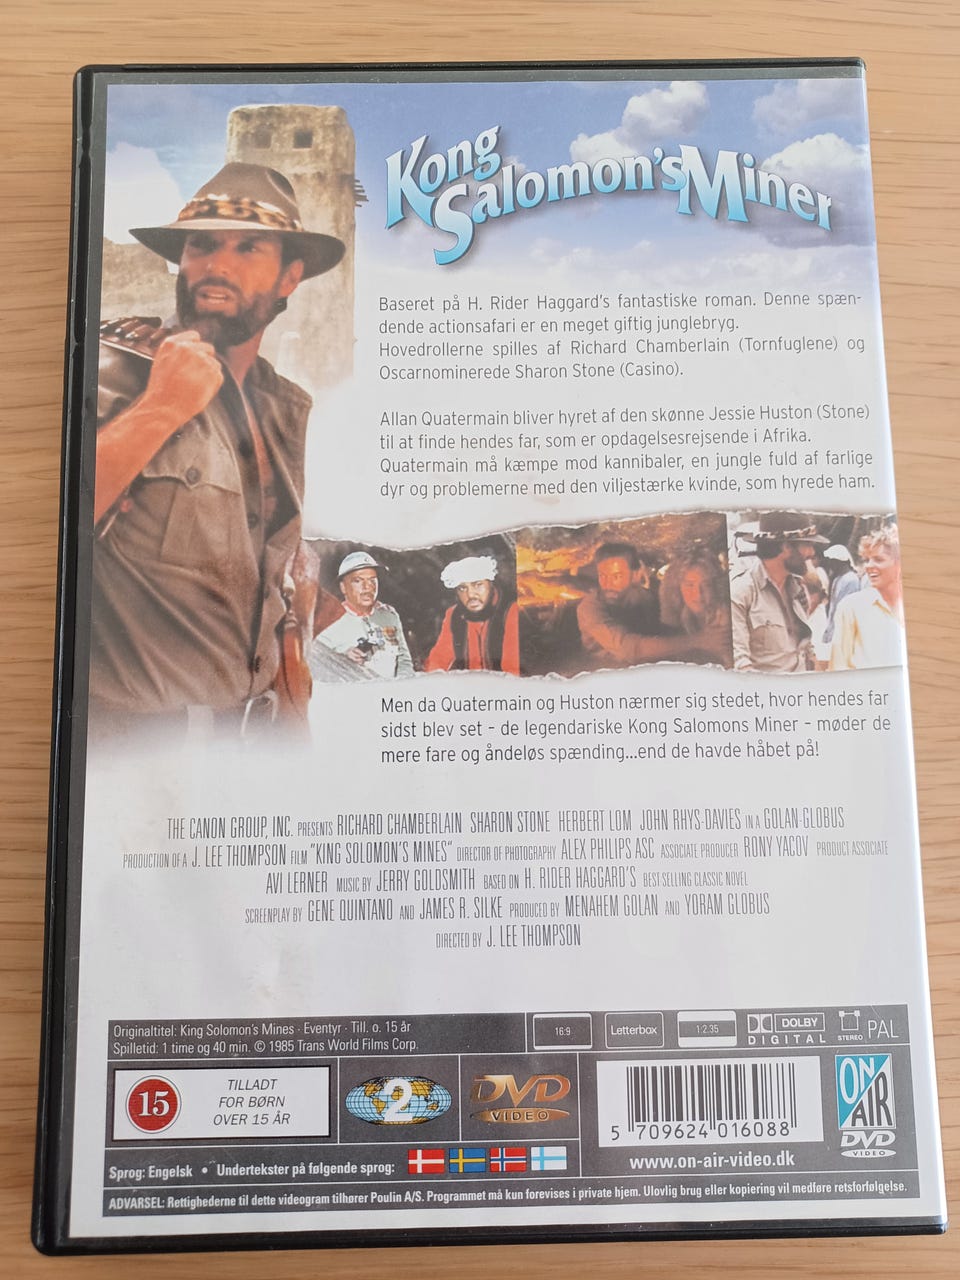 Kong
Salomon's Miner
Baseret på H. Rider Haggard's fantastiske roman. Denne spæn-
dende actionsafari er en meget giftig junglebryg.
Hovedrollerne spilles af Richard Chamberlain (Tornfuglene) og
Oscarnominerede Sharon Stone (Casino).
Allan Quatermain bliver hyret af den skønne Jessie Huston (Stone)
til at finde hendes far, som er opdagelsesrejsende i Afrika.
Quatermain må kæmpe mod kannibaler, en jungle fuld af farlige
dyr og problemerne med den viljestærke kvinde, som hyrede ham.
Men da Quatermain og Huston nærmer sig stedet, hvor hendes far
sidst blev set - de legendariske Kong Salomons Miner - møder de
mere fare og åndeløs spænding...end de havde håbet på!
THE CANON GROUP, INC. PRESENTS RICHARD CHAMBERLAIN SHARON STONE HERBERT LOM JOHN RHYS-DAVIES IN A GOLAN-GLOBUS
PRODUCTION OF A J. LEE THOMPSON FILM "KING SOLOMON'S MINES" DIRECTOR OF PHOTOGRAPHY ALEX PHILIPS ASC ASSOCIATE PRODUCER RONY YACOV PRODUCT ASSOCIATE
AVI LERNER MUSIC BY JERRY GOLDSMITH BASED ON H. RIDER HAGGARD'S BEST SELLING CLASSIC NOVEL
SCREENPLAY BY GENE QUINTANO AND JAMES R. SILKE PRODUCED BY MENAHEM GOLAN AND YORAM GLOBUS
DIRECTED BY J. LEE THOMPSON
Originaltitel: King Solomon's Mines · Eventyr · Till. o. 15 år
Spilletid: 1 time og 40 min. © 1985 Trans World Films Corp.
16:9
Letterbox
1:2.35
DOLBY
DIGITAL
STEREO
PAL
15
TILLADT
FOR BØRN
OVER 15 ÅR
2
DVD
VIDEO
5 709624 016088
ON
AIR
DVD
VIDEO
www.on-air-video.dk
Sprog: Engelsk • Undertekster på følgende sprog:
ADVARSEL: Rettighederne til dette videogram tilhører Poulin A/S. Programmet må kun forevises i private hjem. Ulovlig brug eller kopiering vil medføre retsforfølgelse.